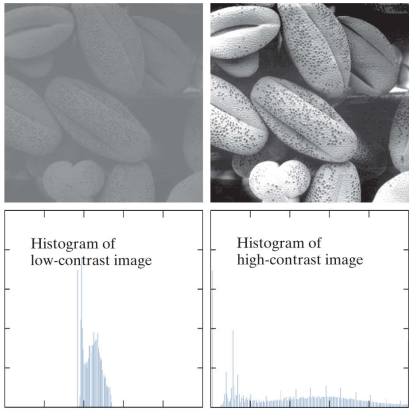 Histogram of
low-contrast image
Histogram of
high-contrast image